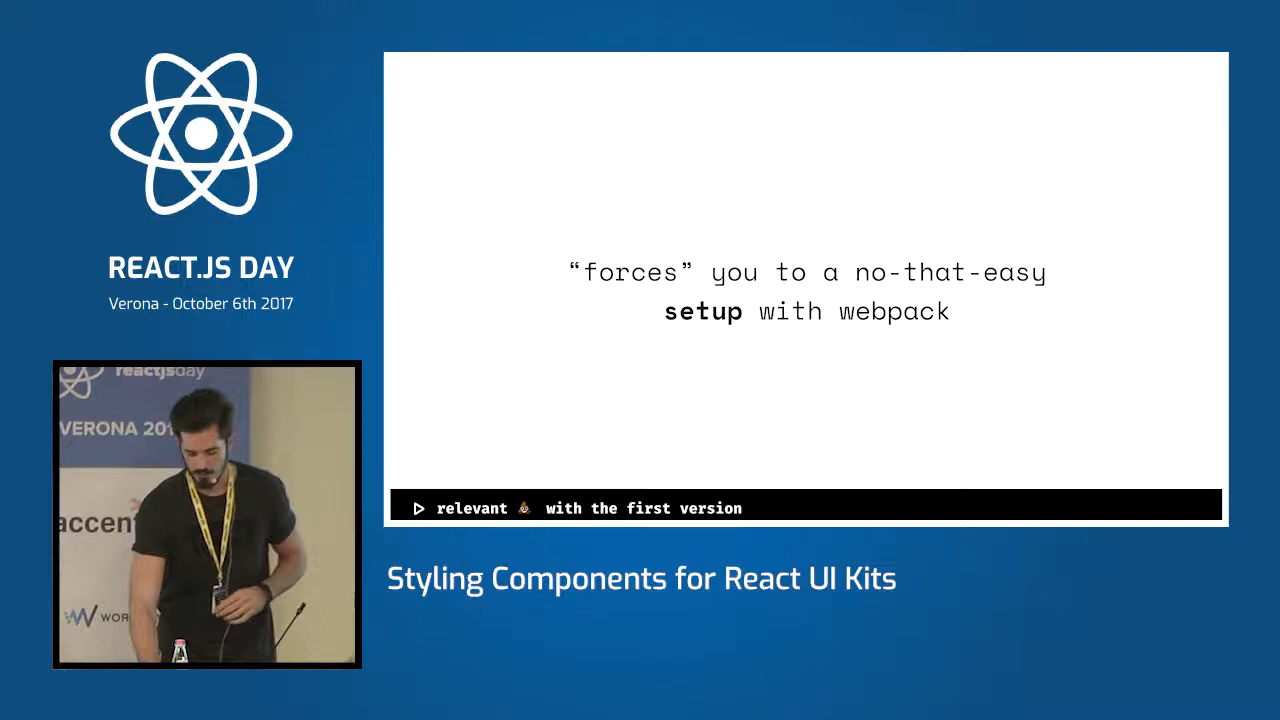 REACT.JS DAY
Verona - October 6th 2017
“forces” you to a no-that-easy
setup with webpack
relevant 💩 with the first version
Styling Components for React UI Kits
reactjsday
VERONA 201
accent
WOR